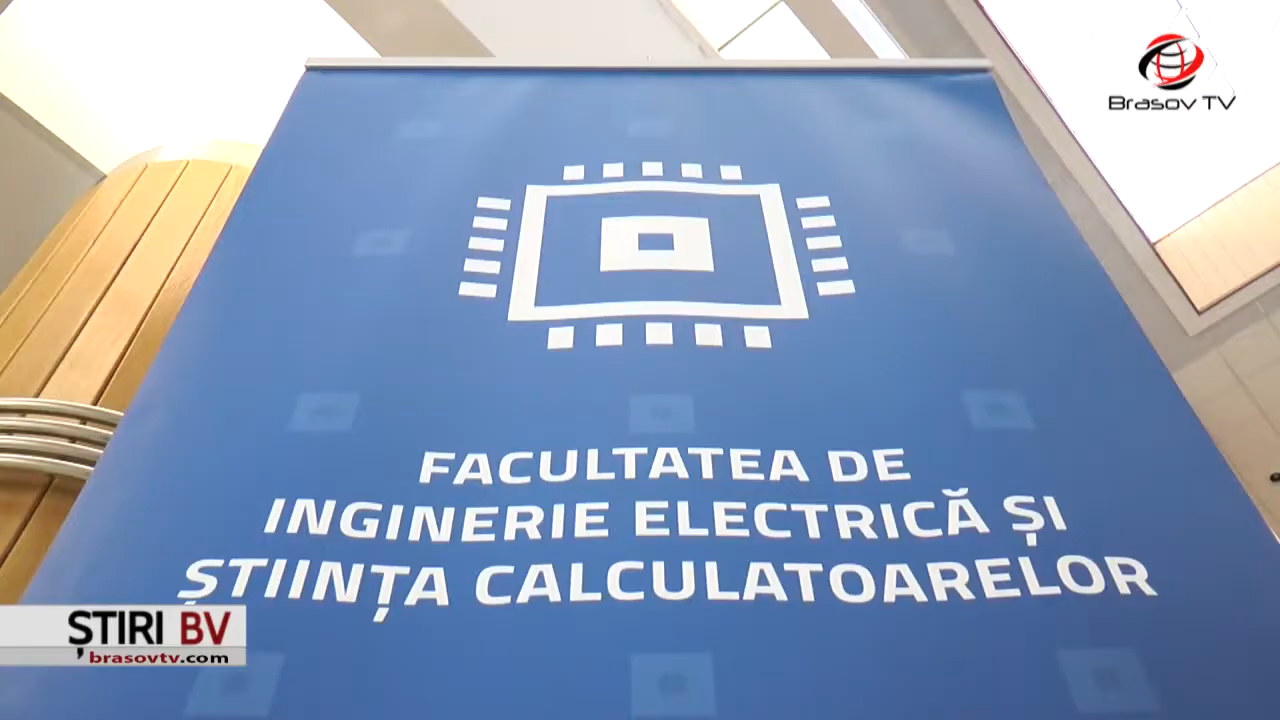 Brasov TV
FACULTATEA DE
INGINERIE ELECTRICĂ ȘI
ȘTIINȚA CALCULATOARELOR
ȘTIRI BV
brasovtv.com